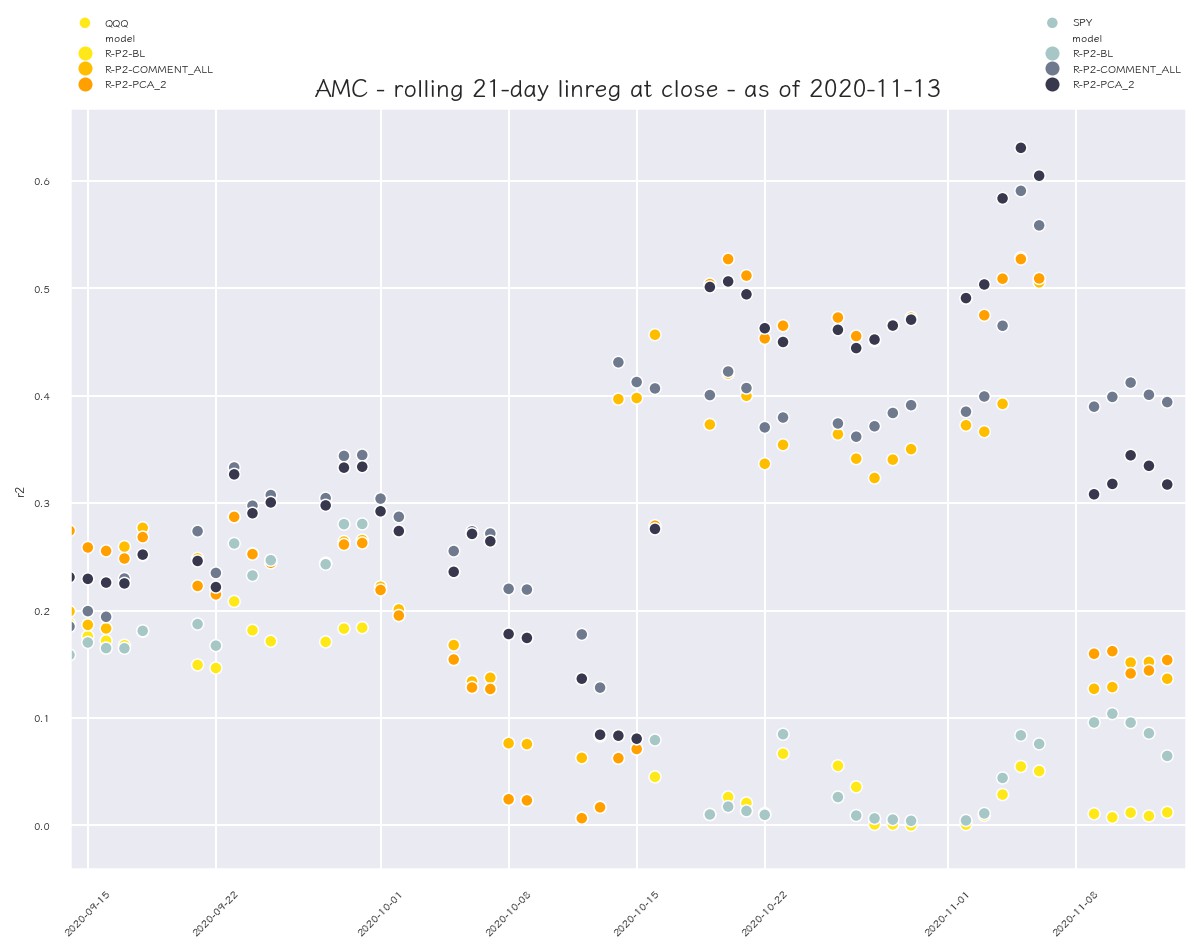 QQQ
model
R-P2-BL
R-P2-COMMENT_ALL
R-P2-PCA_2
SPY
model
R-P2-BL
R-P2-COMMENT_ALL
R-P2-PCA_2
AMC - rolling 21-day linreg at close - as of 2020-11-13
0.6
0.5
0.4
0.3
0.2
0.1
0.0
r2
2020-09-15
2020-09-22
2020-10-01
2020-10-08
2020-10-15
2020-10-22
2020-11-01
2020-11-08